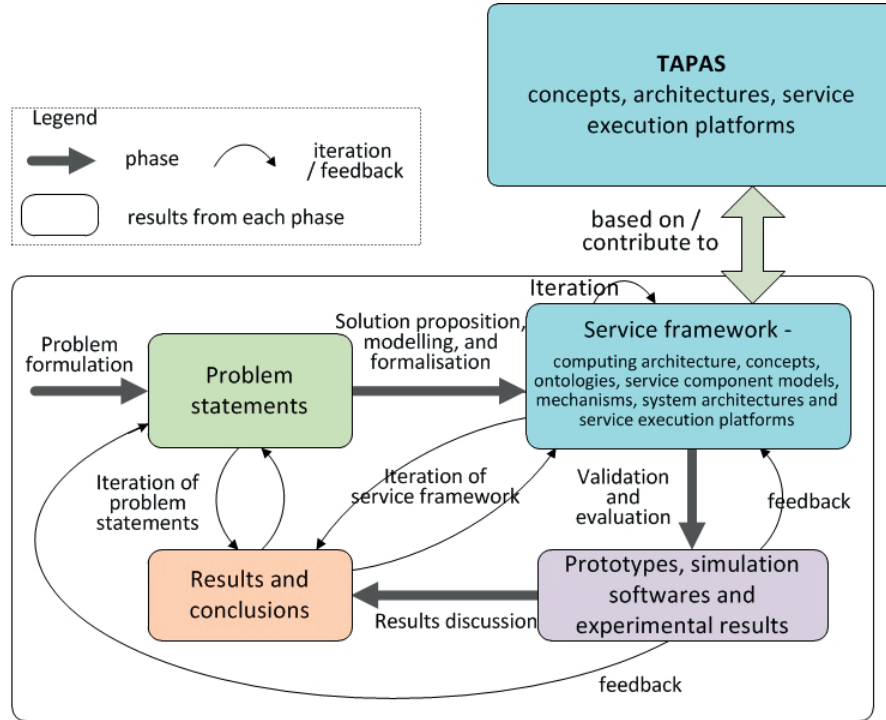 TAPAS
concepts, architectures, service
execution platforms
Legend
phase
iteration
/ feedback
results from each phase
based on /
contribute to
Iteration
Problem
formulation
Solution proposition,
modelling, and
formalisation
Problem
statements
Service framework -
computing architecture, concepts,
ontologies, service component models,
mechanisms, system architectures and
service execution platforms
Iteration of
problem
statements
Iteration of
service framework
Validation
and
evaluation
feedback
Results and
conclusions
Results discussion
Prototypes, simulation
softwares and
experimental results
feedback